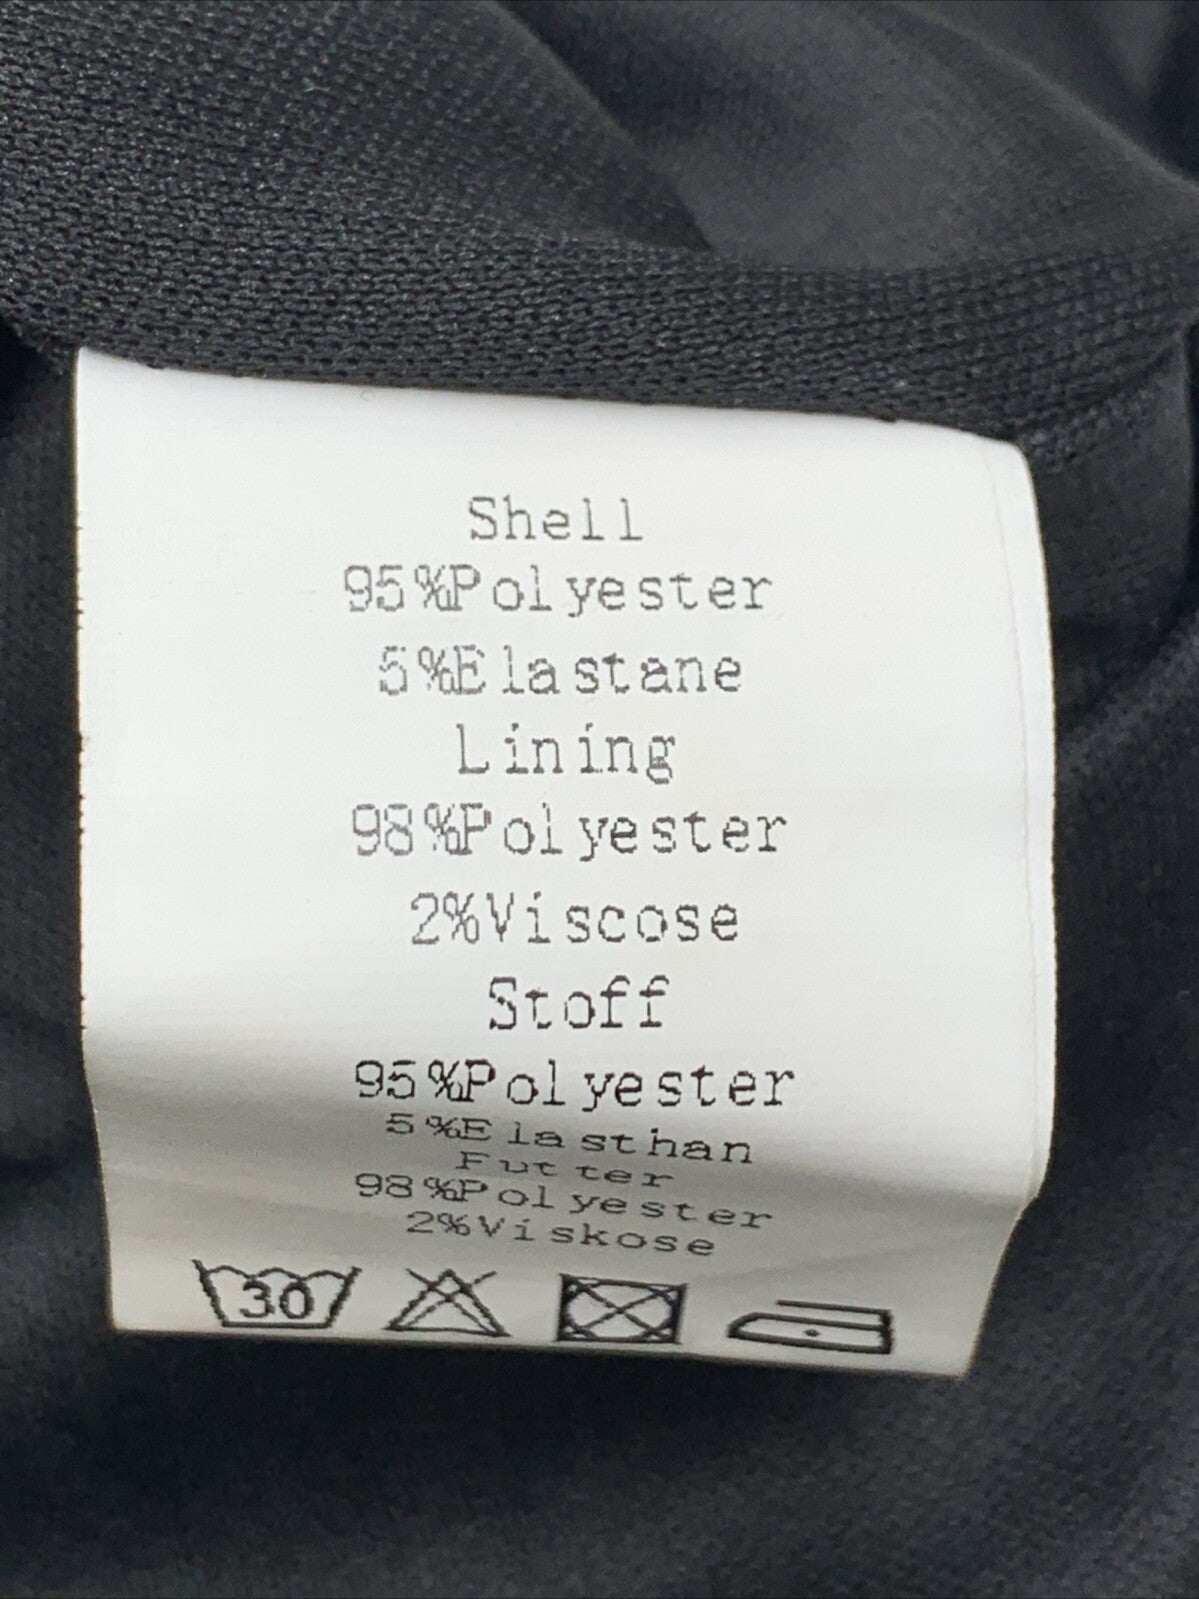 Shell
95%Polyester
5%Elastane
Lining
98%Polyester
2%Viscose
Stoff
95%Polyester
5%Elasthan
Futter
98%Polyester
2%Viskose
30